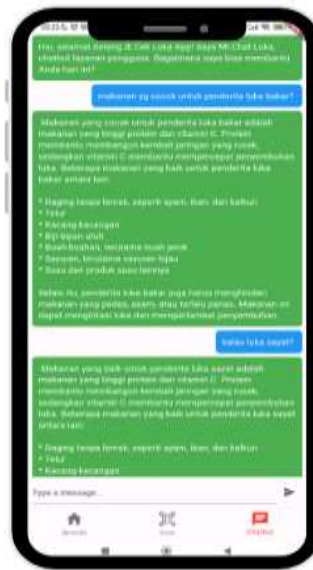 Hai, selamat datang di Cek Luka App! Saya Mr.Chat Luka,
chatbot layanan pengguna. Bagaimana saya bisa membantu
Anda hari ini?
makanan yg cocok untuk penderita luka bakar?
Makanan yang cocok untuk penderita luka bakar adalah
makanan yang tinggi protein dan vitamin C. Protein
membantu membangun kembali jaringan yang rusak,
sedangkan vitamin C membantu mempercepat penyembuhan
luka. Beberapa makanan yang baik untuk penderita luka
bakar antara lain:
* Daging tanpa lemak, seperti ayam, ikan, dan kalkun
* Telur
* Kacang-kacangan
* Biji-bijian utuh
* Buah-buahan, terutama buah jeruk
* Sayuran, terutama sayuran hijau
* Susu dan produk susu lainnya
Selain itu, penderita luka bakar juga harus menghindari
makanan yang pedas, asam, atau terlalu panas. Makanan ini
dapat mengiritasi luka dan memperlambat penyembuhan.
kalau luka sayat?
Makanan yang baik untuk penderita luka sayat adalah
makanan yang tinggi protein dan vitamin C. Protein
membantu membangun kembali jaringan yang rusak,
sedangkan vitamin C membantu mempercepat penyembuhan
luka. Beberapa makanan yang baik untuk penderita luka sayat
antara lain:
* Daging tanpa lemak, seperti ayam, ikan, dan kalkun
* Telur
* Kacang-kacangan
Type a message...
Beranda
Scan
Chatbot